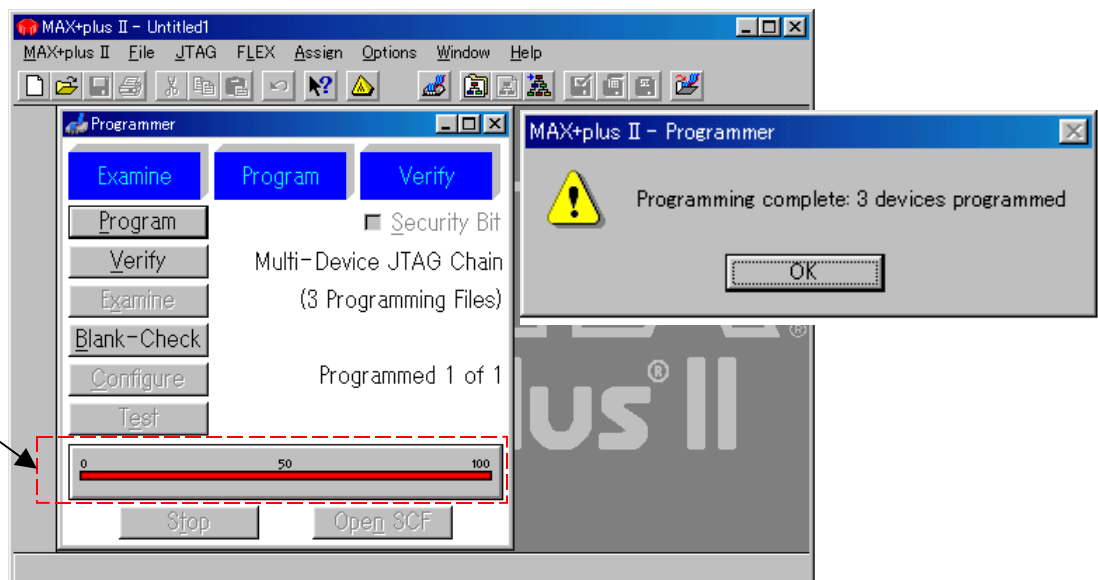 MAX+plus II - Untitled1
MAX+plus II File JTAG FLEX Assign Options Window Help
Programmer
Examine Program Verify
Program
Security Bit
Verify
Multi-Device JTAG Chain
Examine
(3 Programming Files)
Blank-Check
Configure
Programmed 1 of 1
Test
0 50 100
Stop
Open SCF
MAX+plus II - Programmer
Programming complete: 3 devices programmed
OK
®
lus® II